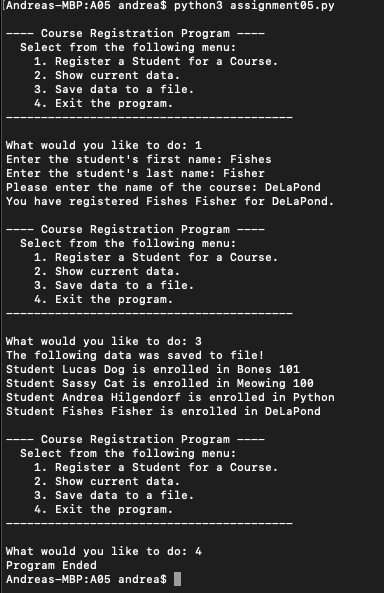 Andreas-MBP:A05 andrea$ python3 assignment05.py
---- Course Registration Program ----
Select from the following menu:
1. Register a Student for a Course.
2. Show current data.
3. Save data to a file.
4. Exit the program.
-----------------------------------------
What would you like to do: 1
Enter the student's first name: Fishes
Enter the student's last name: Fisher
Please enter the name of the course: DeLaPond
You have registered Fishes Fisher for DeLaPond.
---- Course Registration Program ----
Select from the following menu:
1. Register a Student for a Course.
2. Show current data.
3. Save data to a file.
4. Exit the program.
-----------------------------------------
What would you like to do: 3
The following data was saved to file!
Student Lucas Dog is enrolled in Bones 101
Student Sassy Cat is enrolled in Meowing 100
Student Andrea Hilgendorf is enrolled in Python
Student Fishes Fisher is enrolled in DeLaPond
---- Course Registration Program ----
Select from the following menu:
1. Register a Student for a Course.
2. Show current data.
3. Save data to a file.
4. Exit the program.
-----------------------------------------
What would you like to do: 4
Program Ended
Andreas-MBP:A05 andrea$